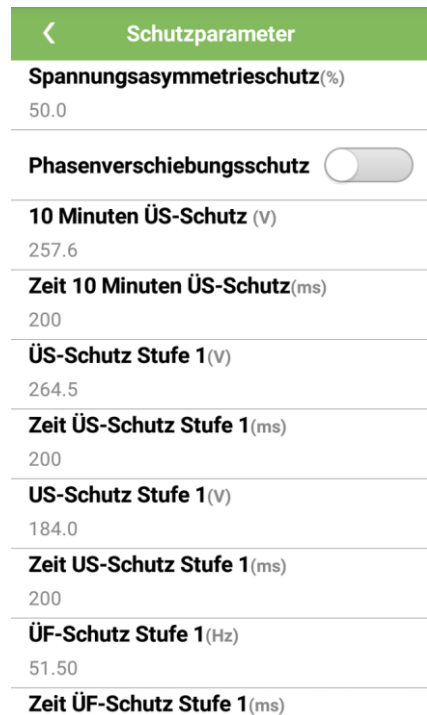 Schutzparameter
Spannungsasymmetrieschutz(%)
50.0
Phasenverschiebungsschutz
10 Minuten ÜS-Schutz (V)
257.6
Zeit 10 Minuten ÜS-Schutz(ms)
200
ÜS-Schutz Stufe 1(V)
264.5
Zeit ÜS-Schutz Stufe 1(ms)
200
US-Schutz Stufe 1(V)
184.0
Zeit US-Schutz Stufe 1(ms)
200
ÜF-Schutz Stufe 1(Hz)
51.50
Zeit ÜF-Schutz Stufe 1(ms)